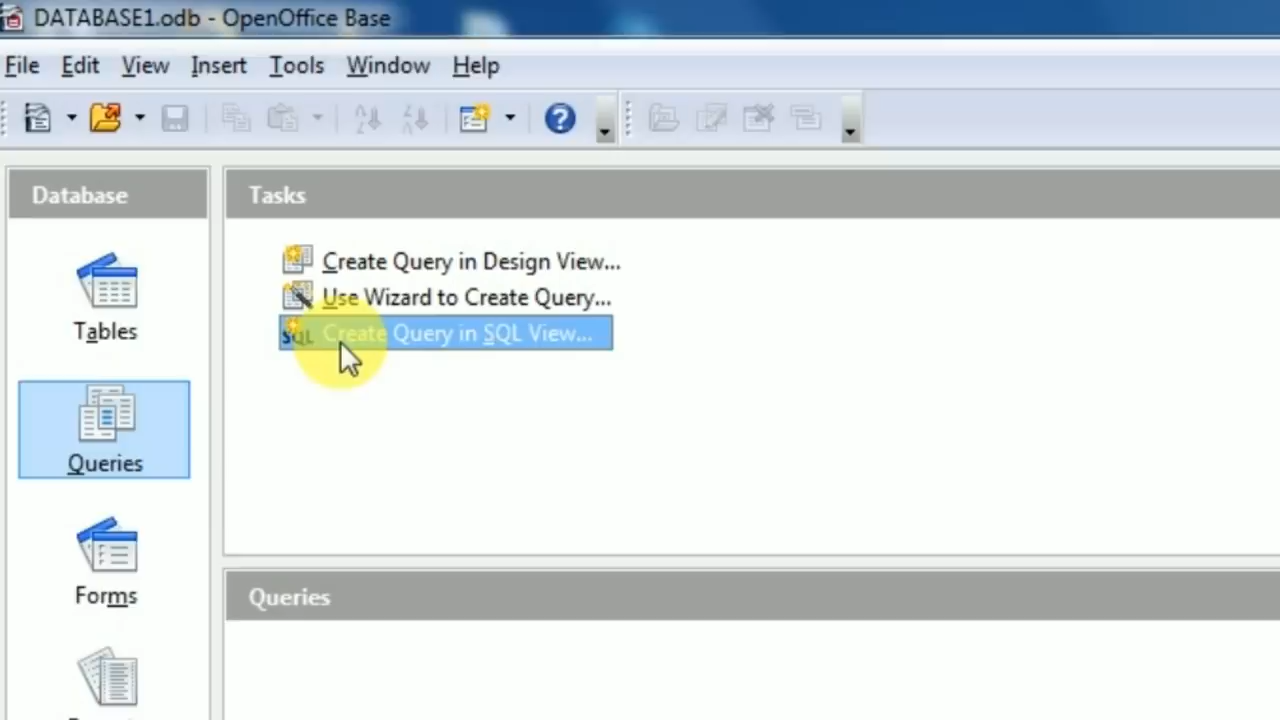 DATABASE1.odb - OpenOffice Base
File Edit View Insert Tools Window Help
Database
Tasks
Create Query in Design View...
Use Wizard to Create Query...
SQL Create Query in SQL View...
Tables
Queries
Forms
Queries